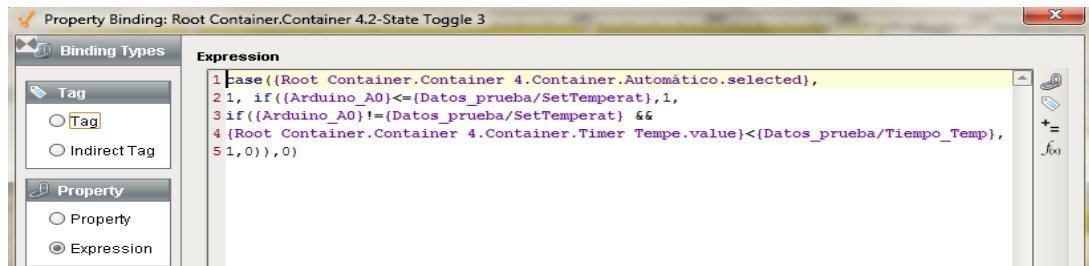 Property Binding: Root Container.Container 4.2-State Toggle 3
Binding Types
Tag
Tag
Indirect Tag
Property
Property
Expression
Expression
1 case({Root Container.Container 4.Container.Automático.selected},
2 1, if({Arduino_A0}<={Datos_prueba/SetTemperat},1,
3 if({Arduino_A0}!={Datos_prueba/SetTemperat} &&
4 {Root Container.Container 4.Container.Timer Tempe.value}<{Datos_prueba/Tiempo_Temp},
5 1,0)),0)
f(x)